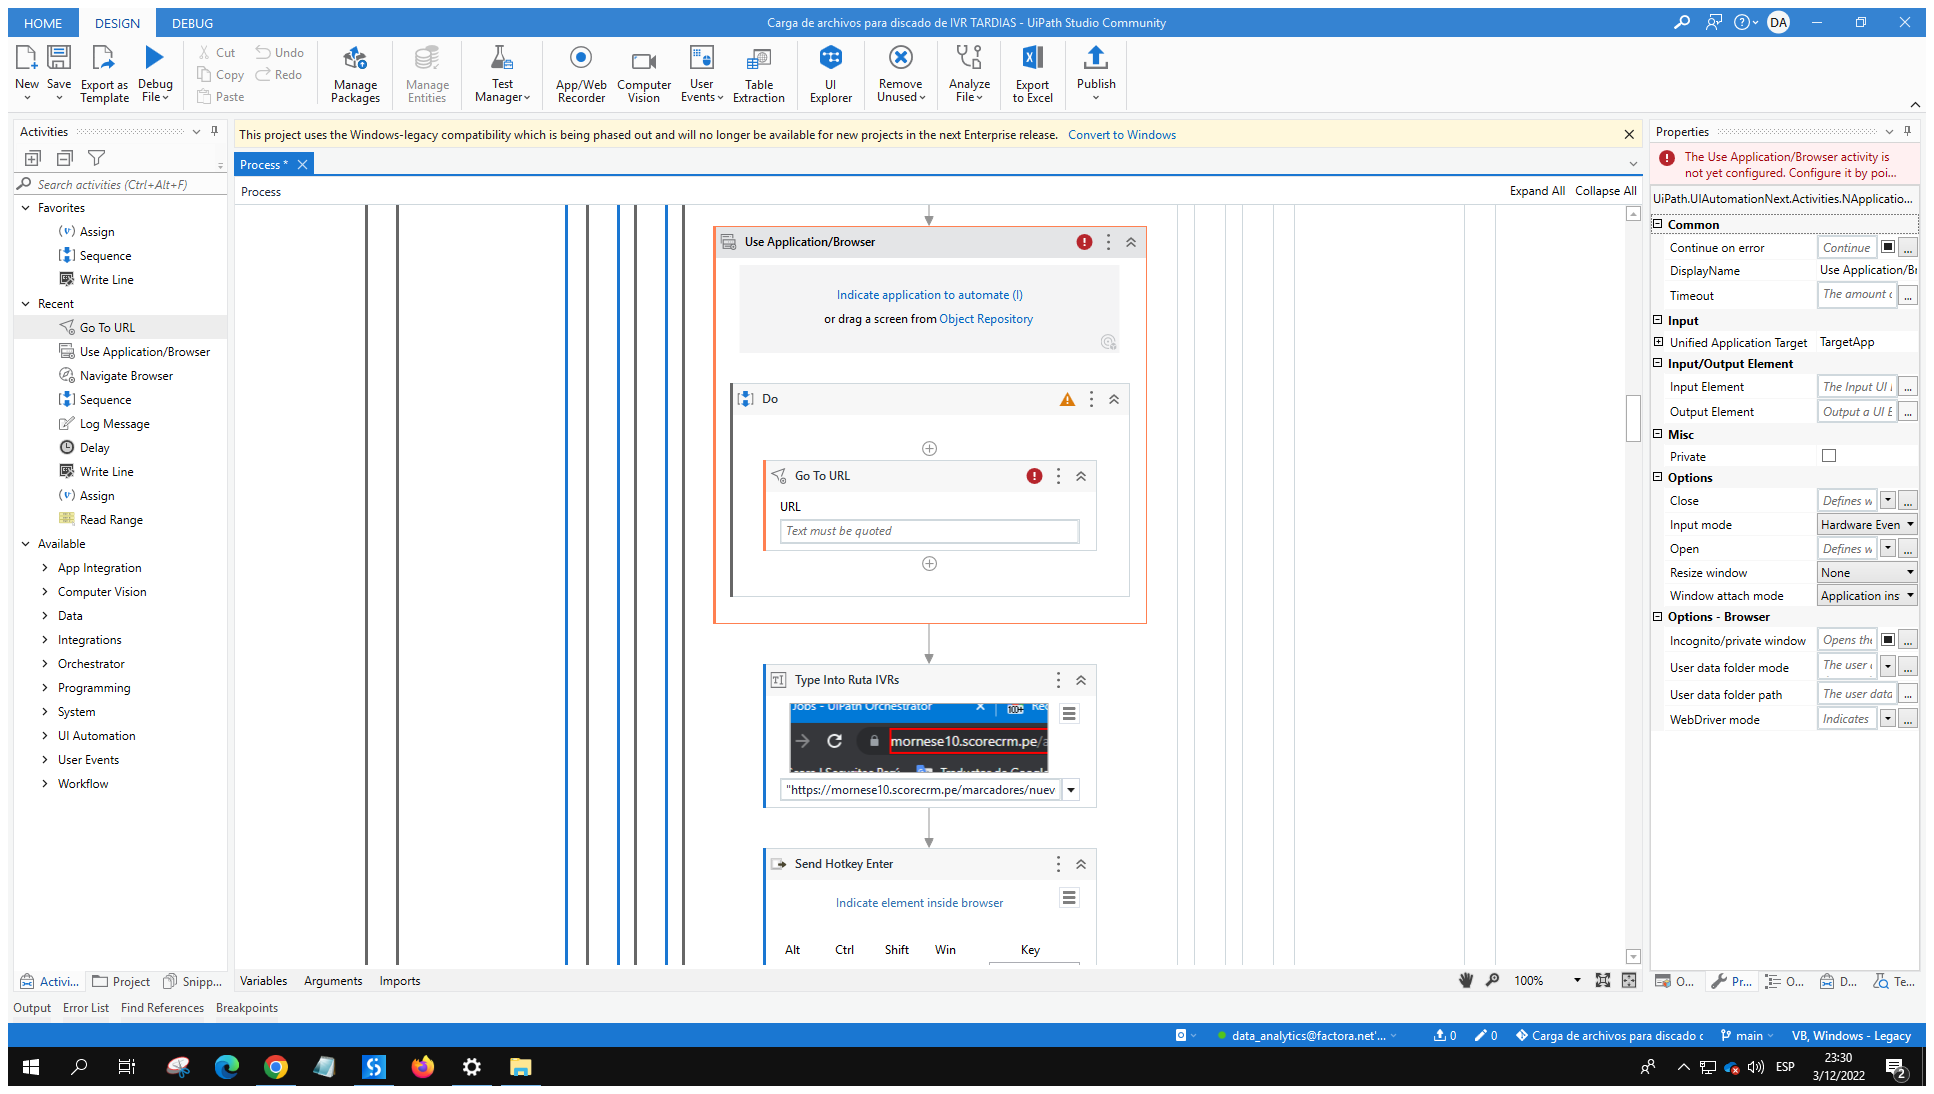 HOME
DESIGN
DEBUG
Carga de archivos para discado de IVR TARDIAS - UiPath Studio Community
DA
New
Save
Export as Template
Debug File
Cut
Copy
Paste
Undo
Redo
Manage Packages
Manage Entities
Test Manager
App/Web Recorder
Computer Vision
User Events
Table Extraction
UI Explorer
Remove Unused
Analyze File
Export to Excel
Publish
Activities
Search activities (Ctrl+Alt+F)
Favorites
Assign
Sequence
Write Line
Recent
Go To URL
Use Application/Browser
Navigate Browser
Sequence
Log Message
Delay
Write Line
Assign
Read Range
Available
App Integration
Computer Vision
Data
Integrations
Orchestrator
Programming
System
UI Automation
User Events
Workflow
Activi...
Project
Snipp...
This project uses the Windows-legacy compatibility which is being phased out and will no longer be available for new projects in the next Enterprise release. Convert to Windows
Process *
Process
Expand All
Collapse All
Use Application/Browser
Indicate application to automate (I)
or drag a screen from Object Repository
Do
Go To URL
URL
Text must be quoted
Type Into Ruta IVRs
Jobs - UiPath Orchestrator
100+
Rec
mornese10.scorecrm.pe/a
"https://mornese10.scorecrm.pe/marcadores/nuev
Send Hotkey Enter
Indicate element inside browser
Alt Ctrl Shift Win Key
Variables
Arguments
Imports
100%
Properties
The Use Application/Browser activity is
not yet configured. Configure it by poi...
UiPath.UIAutomationNext.Activities.NApplicatio...
Common
Continue on error Continue ...
DisplayName Use Application/Br
Timeout The amount o ...
Input
Unified Application Target TargetApp
Input/Output Element
Input Element The Input UI ...
Output Element Output a UI E ...
Misc
Private
Options
Close Defines w ...
Input mode Hardware Even
Open Defines w ...
Resize window None
Window attach mode Application ins
Options - Browser
Incognito/private window Opens the ...
User data folder mode The user ...
User data folder path The user data ...
WebDriver mode Indicates ...
O...
Pr...
O...
D...
Te...
Output
Error List
Find References
Breakpoints
data_analytics@factora.net'...
0
0
Carga de archivos para discado c
main
VB, Windows - Legacy
ESP
23:30
3/12/2022
2